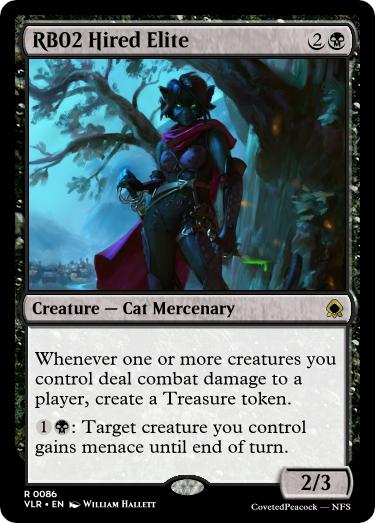 RB02 Hired Elite 2
Creature — Cat Mercenary
Whenever one or more creatures you
control deal combat damage to a
player, create a Treasure token.
1 : Target creature you control
gains menace until end of turn.
2/3
R 0086
VLR • EN William Hallett
CovetedPeacock — NFS